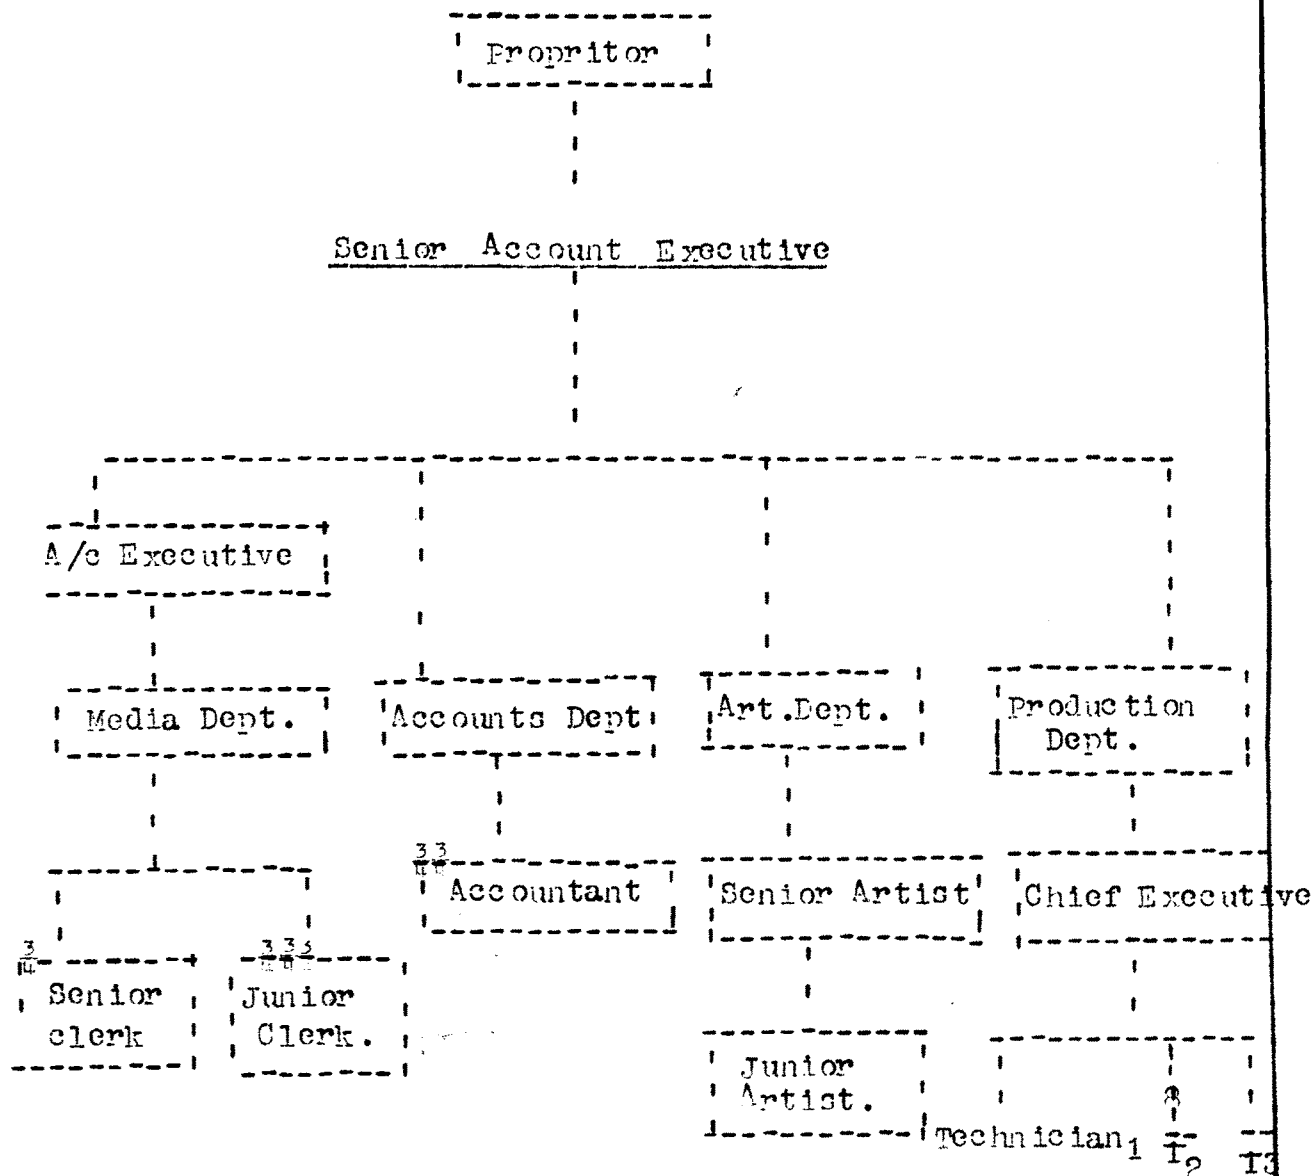 Propritor
Senior Account Executive
A/c Executive
Media Dept.
Accounts Dept
Art.Dept.
Production
Dept.
Accountant
Senior Artist
Chief Executive
Senior
clerk
Junior
Clerk.
Junior
Artist.
Technician1 T2 T3